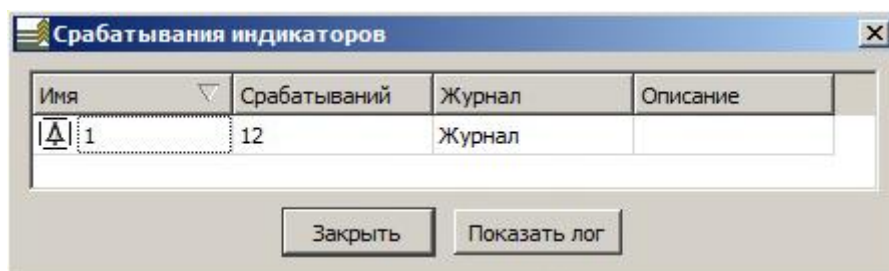 Срабатывания индикаторов
Имя Срабатываний Журнал Описание
1 12 Журнал
Закрыть Показать лог